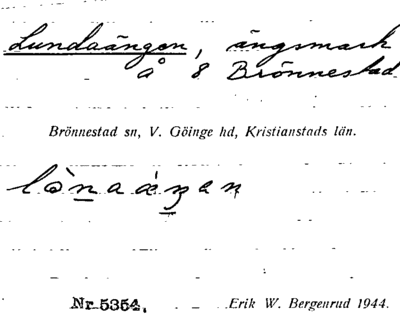 Lundaängen, ängsmark
å 8 Brönnestad
Brönnestad sn, V. Göinge hd, Kristianstads län.
Nr 5354.
Erik W. Bergenrud 1944.